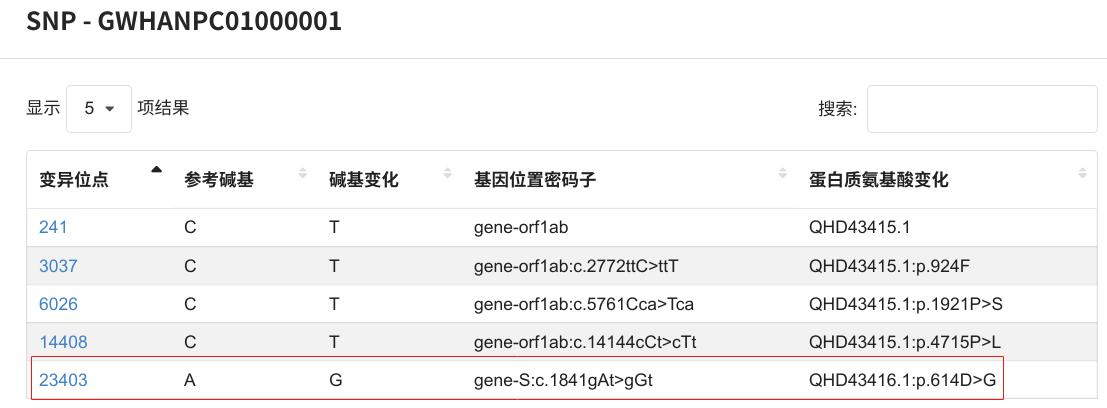 SNP - GWHANPC01000001
显示 5 项结果 搜索:
变异位点 参考碱基 碱基变化 基因位置密码子 蛋白质氨基酸变化
241 C T gene-orf1ab QHD43415.1
3037 C T gene-orf1ab:c.2772ttC>ttT QHD43415.1:p.924F
6026 C T gene-orf1ab:c.5761Cca>Tca QHD43415.1:p.1921P>S
14408 C T gene-orf1ab:c.14144cCt>cTt QHD43415.1:p.4715P>L
23403 A G gene-S:c.1841gAt>gGt QHD43416.1:p.614D>G